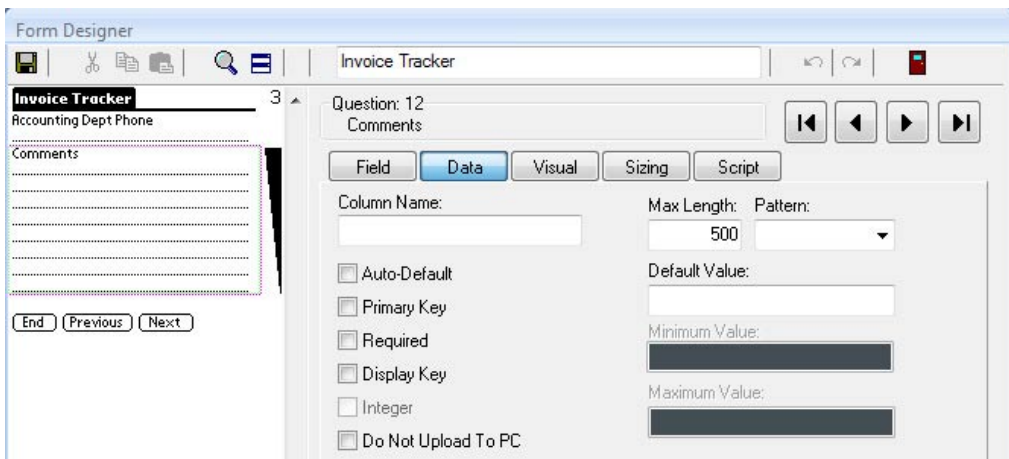 Form Designer
Invoice Tracker
Invoice Tracker 3
Accounting Dept Phone
Comments
End Previous Next
Question: 12
Comments
Field Data Visual Sizing Script
Column Name:
Max Length: Pattern:
500
Auto-Default
Default Value:
Primary Key
Required
Minimum Value:
Display Key
Maximum Value:
Integer
Do Not Upload To PC